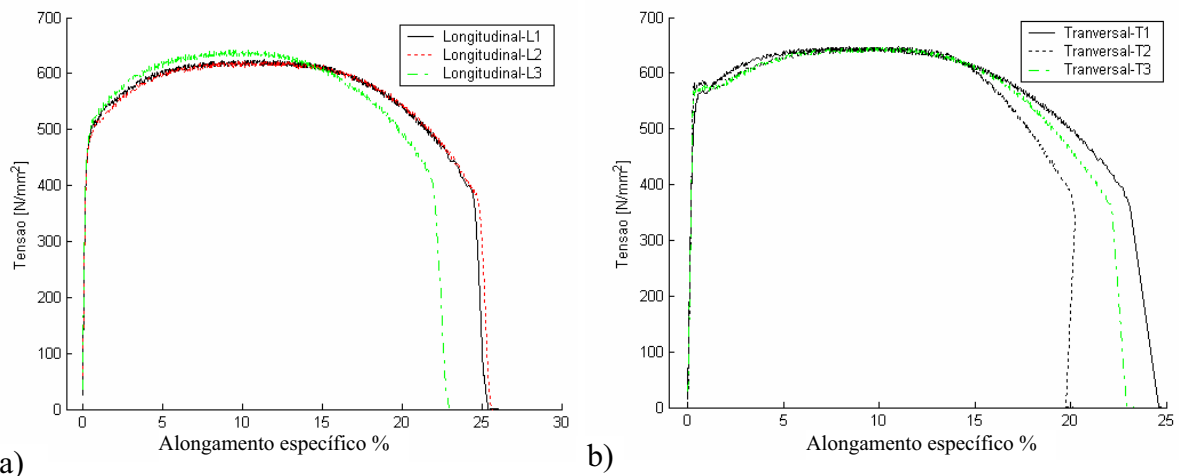 700
600
500
400
300
200
100
0
Tensao [N/mm²]
0 5 10 15 20 25 30
Alongamento específico %
Longitudinal-L1
Longitudinal-L2
Longitudinal-L3
a)
700
600
500
400
300
200
100
0
Tensao [N/mm²]
0 5 10 15 20 25
Alongamento específico %
Tranversal-T1
Tranversal-T2
Tranversal-T3
b)